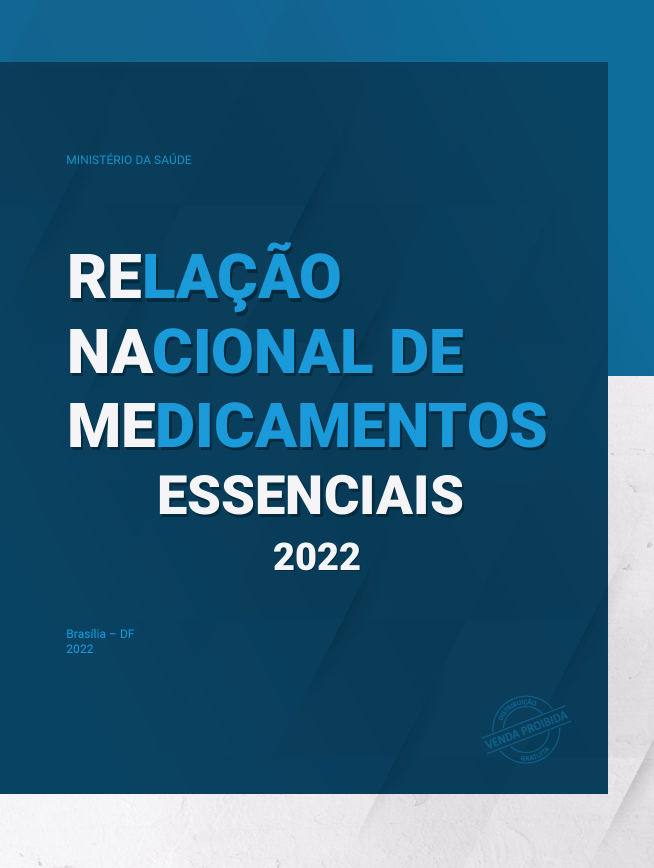 MINISTÉRIO DA SAÚDE
RELAÇÃO
NACIONAL DE
MEDICAMENTOS
ESSENCIAIS
2022
Brasília – DF
2022
DISTRIBUIÇÃO
VENDA PROIBIDA
GRATUITA